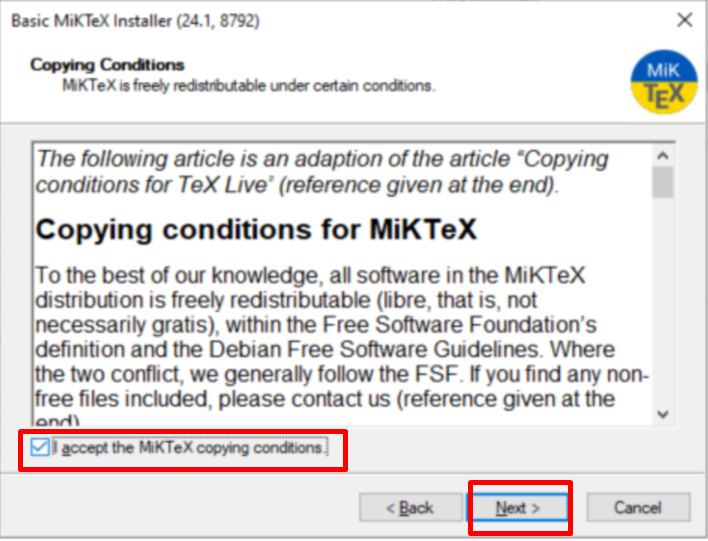 Basic MiKTeX Installer (24.1, 8792)
Copying Conditions
MiKTeX is freely redistributable under certain conditions.
MiK
TEX
The following article is an adaption of the article "Copying
conditions for TeX Live" (reference given at the end).
Copying conditions for MiKTeX
To the best of our knowledge, all software in the MiKTeX
distribution is freely redistributable (libre, that is, not
necessarily gratis), within the Free Software Foundation's
definition and the Debian Free Software Guidelines. Where
the two conflict, we generally follow the FSF. If you find any non-
free files included, please contact us (reference given at the
end)
I accept the MiKTeX copying conditions.
< Back
Next >
Cancel